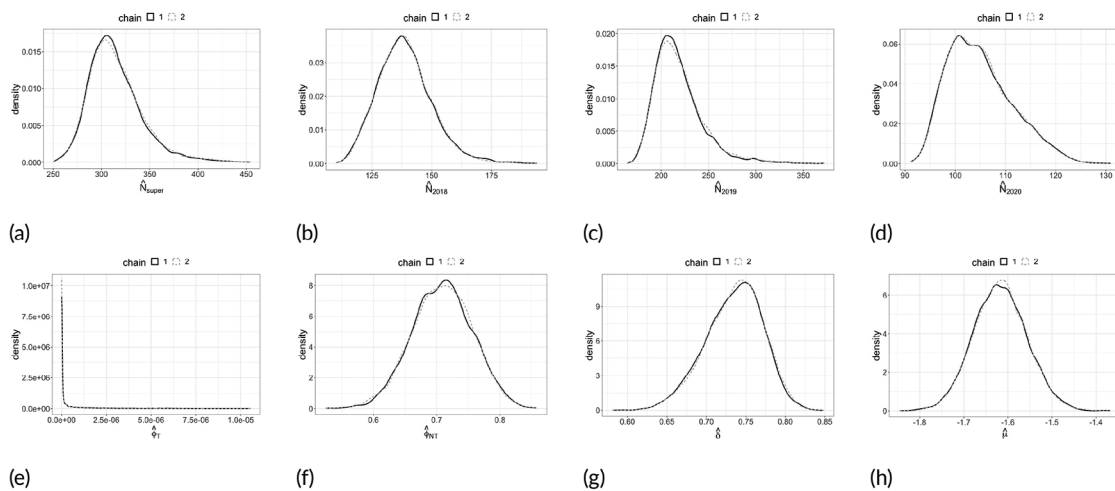 chain 1 2
0.015
0.010
0.005
0.000
density
250 300 350 400 450
N̂super
(a)
chain 1 2
0.03
0.02
0.01
0.00
density
125 150 175
N̂2018
(b)
chain 1 2
0.020
0.015
0.010
0.005
0.000
density
200 250 300 350
N̂2019
(c)
chain 1 2
0.06
0.04
0.02
0.00
density
90 100 110 120 130
N̂2020
(d)
chain 1 2
1.0e+07
7.5e+06
5.0e+06
2.5e+06
0.0e+00
density
0.0e+00 2.5e-06 5.0e-06 7.5e-06 1.0e-05
ϕ̂T
(e)
chain 1 2
8
6
4
2
0
density
0.6 0.7 0.8
ϕ̂NT
(f)
chain 1 2
9
6
3
0
density
0.60 0.65 0.70 0.75 0.80 0.85
δ̂
(g)
chain 1 2
6
4
2
0
density
-1.8 -1.7 -1.6 -1.5 -1.4
μ̂
(h)